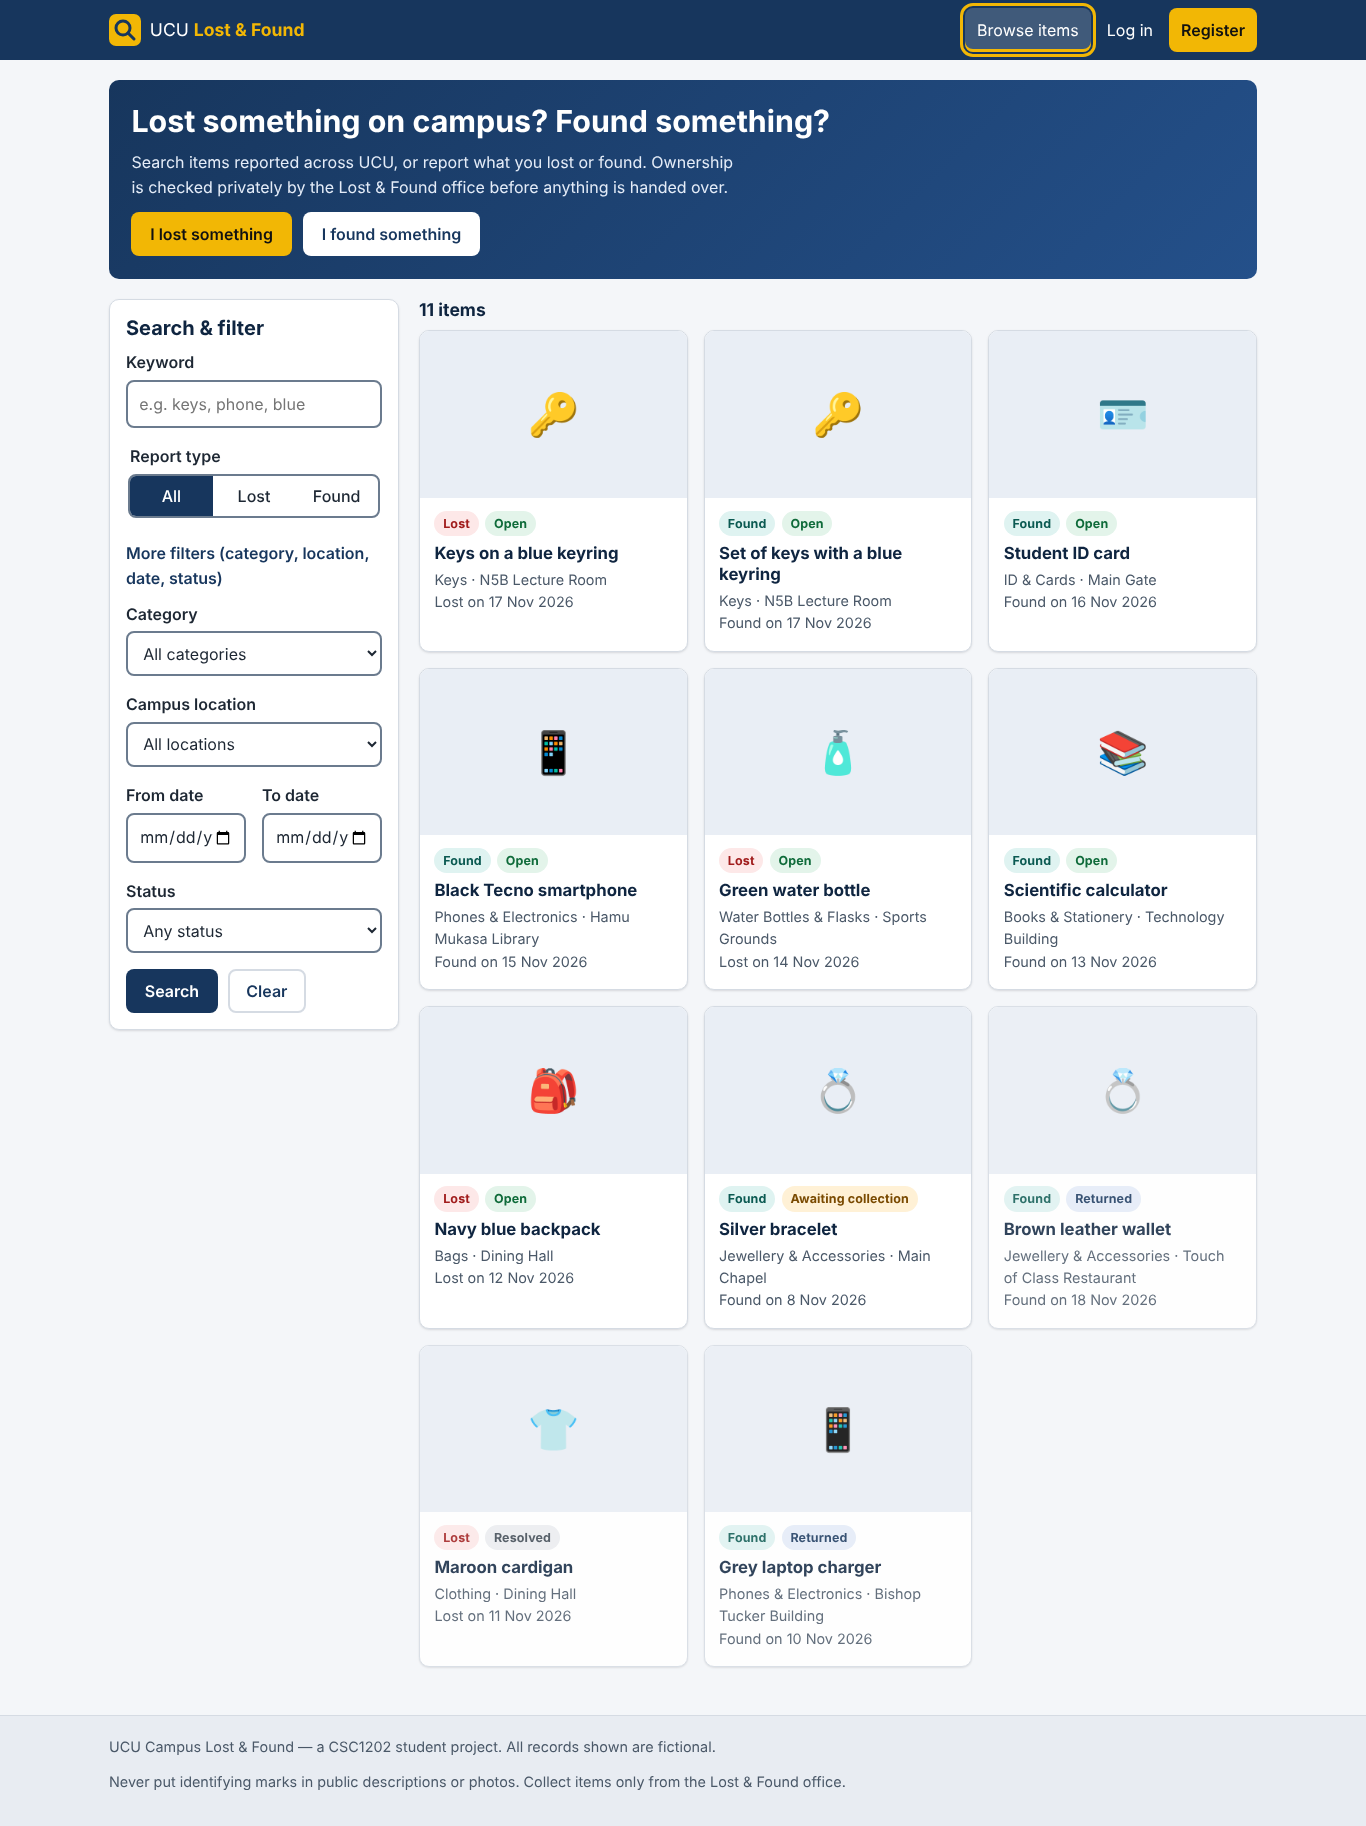 UCU Lost & Found
Browse items
Log in
Register
Lost something on campus? Found something?
Search items reported across UCU, or report what you lost or found. Ownership
is checked privately by the Lost & Found office before anything is handed over.
I lost something
I found something
Search & filter
Keyword
e.g. keys, phone, blue
Report type
All
Lost
Found
More filters (category, location,
date, status)
Category
All categories
Campus location
All locations
From date
To date
mm/dd/y
mm/dd/y
Status
Any status
Search
Clear
11 items
Lost
Open
Keys on a blue keyring
Keys · N5B Lecture Room
Lost on 17 Nov 2026
Found
Open
Set of keys with a blue
keyring
Keys · N5B Lecture Room
Found on 17 Nov 2026
Found
Open
Student ID card
ID & Cards · Main Gate
Found on 16 Nov 2026
Found
Open
Black Tecno smartphone
Phones & Electronics · Hamu
Mukasa Library
Found on 15 Nov 2026
Lost
Open
Green water bottle
Water Bottles & Flasks · Sports
Grounds
Lost on 14 Nov 2026
Found
Open
Scientific calculator
Books & Stationery · Technology
Building
Found on 13 Nov 2026
Lost
Open
Navy blue backpack
Bags · Dining Hall
Lost on 12 Nov 2026
Found
Awaiting collection
Silver bracelet
Jewellery & Accessories · Main
Chapel
Found on 8 Nov 2026
Found
Returned
Brown leather wallet
Jewellery & Accessories · Touch
of Class Restaurant
Found on 18 Nov 2026
Lost
Resolved
Maroon cardigan
Clothing · Dining Hall
Lost on 11 Nov 2026
Found
Returned
Grey laptop charger
Phones & Electronics · Bishop
Tucker Building
Found on 10 Nov 2026
UCU Campus Lost & Found — a CSC1202 student project. All records shown are fictional.
Never put identifying marks in public descriptions or photos. Collect items only from the Lost & Found office.